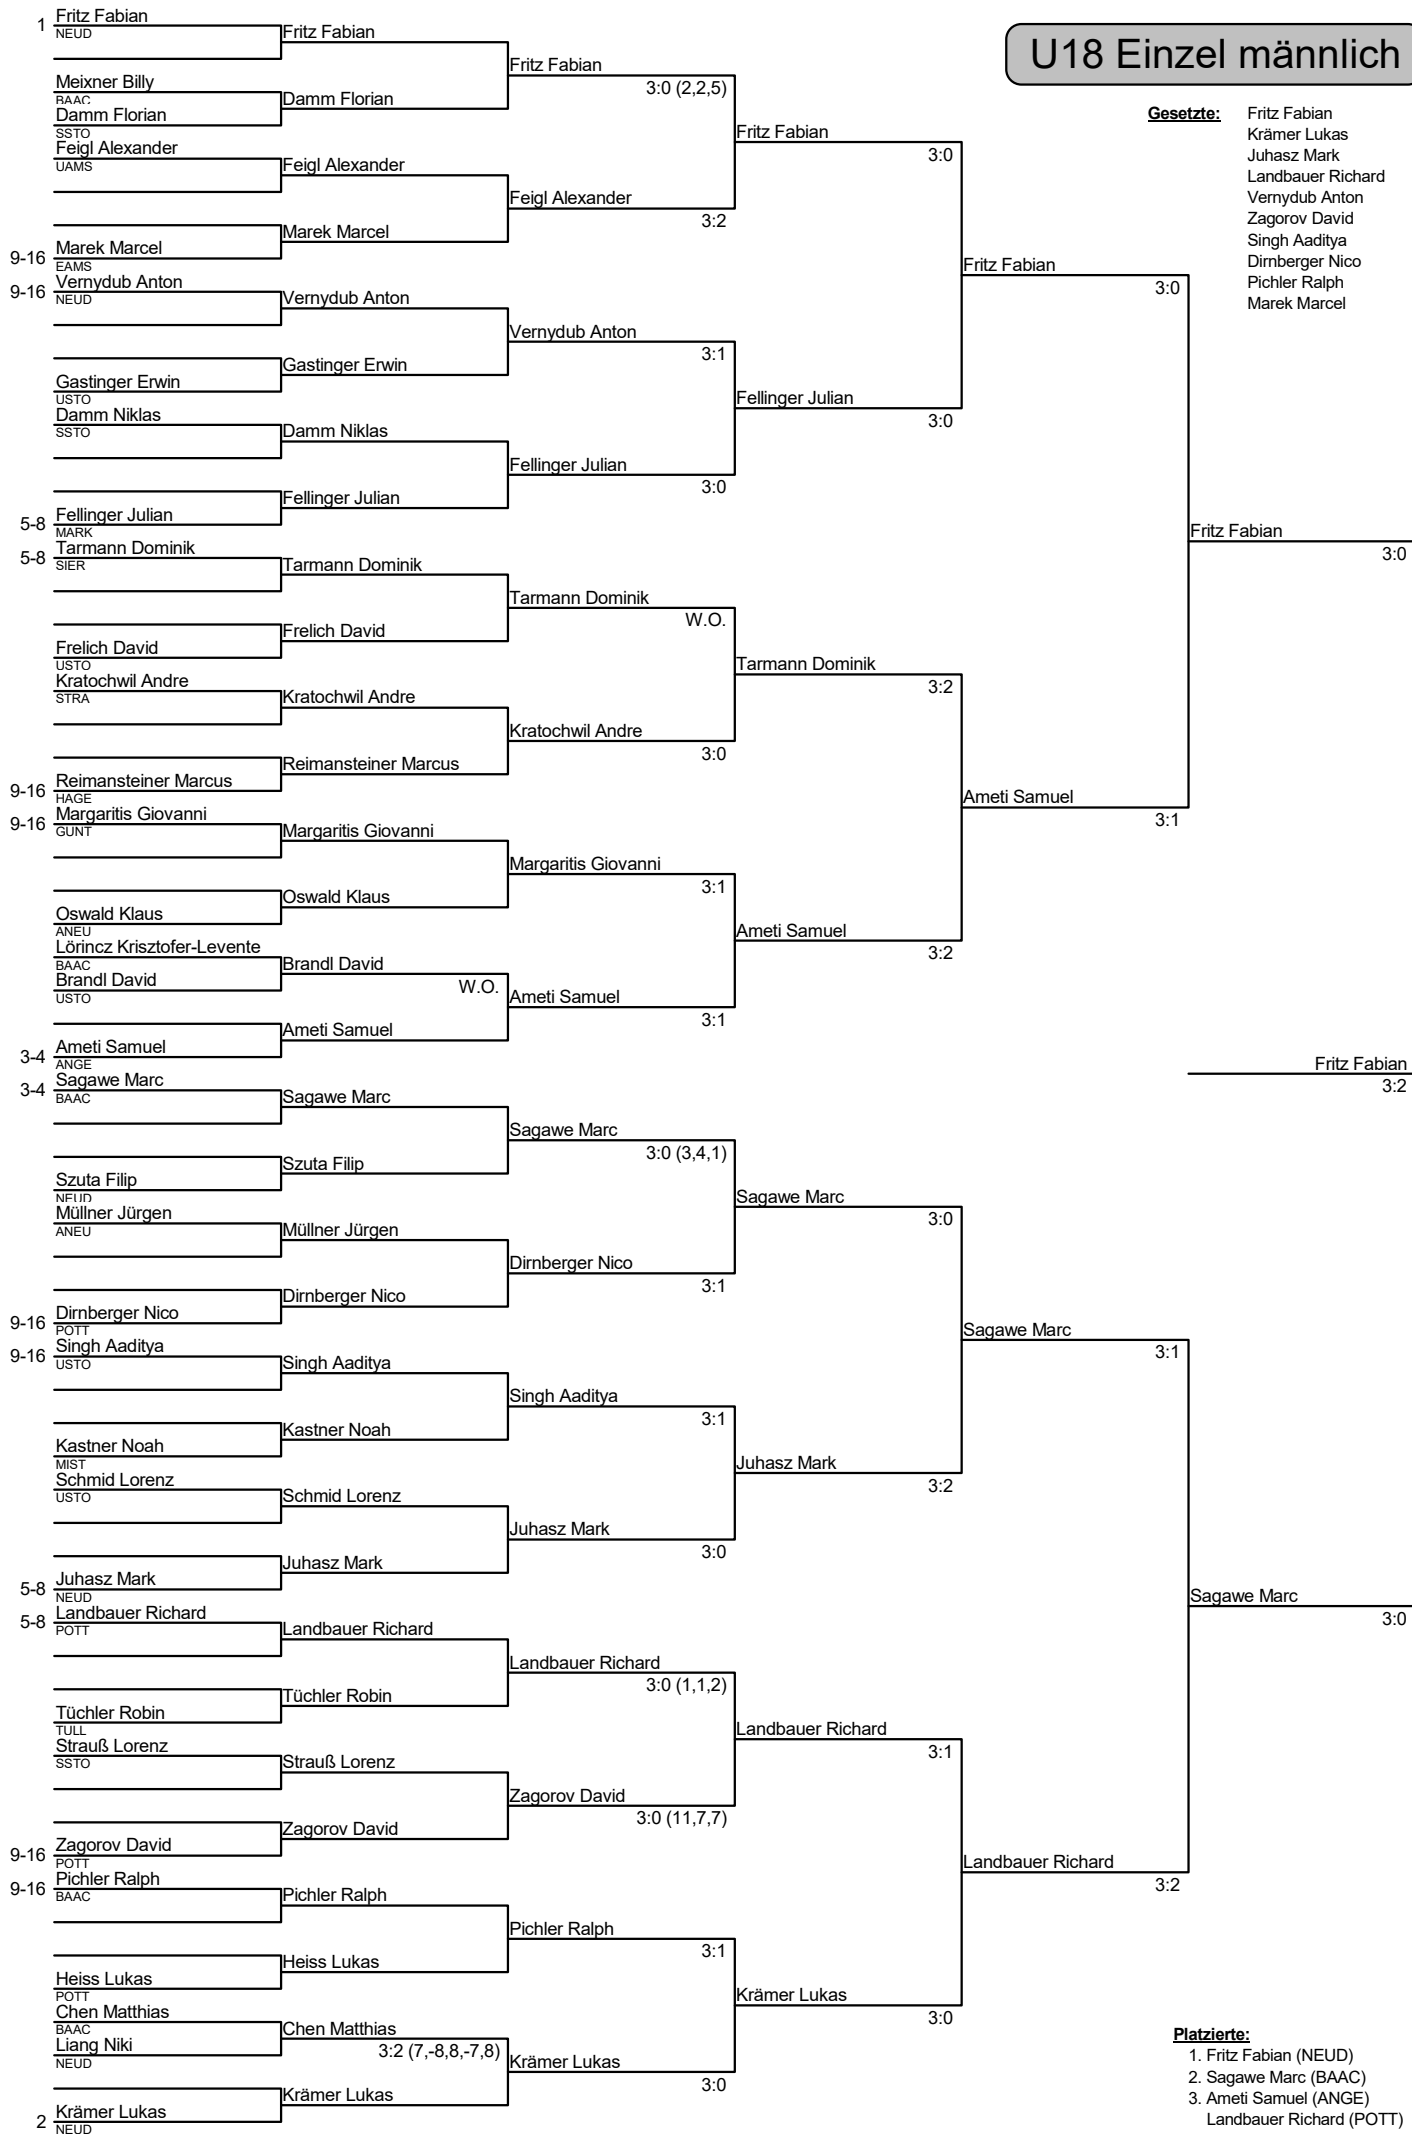 U18 Einzel männlich
Gesetzte:
Fritz Fabian
Krämer Lukas
Juhasz Mark
Landbauer Richard
Vernydub Anton
Zagorov David
Singh Aaditya
Dirnberger Nico
Pichler Ralph
Marek Marcel
1 Fritz Fabian
NEUD
Meixner Billy
BAAC
Damm Florian
SSTO
Feigl Alexander
UAMS
9-16 Marek Marcel
EAMS
9-16 Vernydub Anton
NEUD
Gastinger Erwin
USTO
Damm Niklas
SSTO
5-8 Fellinger Julian
MARK
5-8 Tarmann Dominik
SIER
Frelich David
USTO
Kratochwil Andre
STRA
9-16 Reimansteiner Marcus
HAGE
9-16 Margaritis Giovanni
GUNT
Oswald Klaus
ANEU
Lörincz Krisztofer-Levente
BAAC
Brandl David
USTO
3-4 Ameti Samuel
ANGE
3-4 Sagawe Marc
BAAC
Szuta Filip
NEUD
Müllner Jürgen
ANEU
9-16 Dirnberger Nico
POTT
9-16 Singh Aaditya
USTO
Kastner Noah
MIST
Schmid Lorenz
USTO
5-8 Juhasz Mark
NEUD
5-8 Landbauer Richard
POTT
Tüchler Robin
TULL
Strauß Lorenz
SSTO
9-16 Zagorov David
POTT
9-16 Pichler Ralph
BAAC
Heiss Lukas
POTT
Chen Matthias
BAAC
Liang Niki
NEUD
2 Krämer Lukas
NEUD
Fritz Fabian
Damm Florian
Feigl Alexander
Marek Marcel
Vernydub Anton
Gastinger Erwin
Damm Niklas
Fellinger Julian
Tarmann Dominik
Frelich David
Kratochwil Andre
Reimansteiner Marcus
Margaritis Giovanni
Oswald Klaus
Brandl David
W.O.
Ameti Samuel
Sagawe Marc
Szuta Filip
Müllner Jürgen
Dirnberger Nico
Singh Aaditya
Kastner Noah
Schmid Lorenz
Juhasz Mark
Landbauer Richard
Tüchler Robin
Strauß Lorenz
Zagorov David
Pichler Ralph
Heiss Lukas
Chen Matthias
3:2 (7,-8,8,-7,8)
Krämer Lukas
Fritz Fabian
3:0 (2,2,5)
Feigl Alexander
3:2
Vernydub Anton
3:1
Fellinger Julian
3:0
Tarmann Dominik
W.O.
Kratochwil Andre
3:0
Margaritis Giovanni
3:1
Ameti Samuel
3:1
Sagawe Marc
3:0 (3,4,1)
Dirnberger Nico
3:1
Singh Aaditya
3:1
Juhasz Mark
3:0
Landbauer Richard
3:0 (1,1,2)
Zagorov David
3:0 (11,7,7)
Pichler Ralph
3:1
Krämer Lukas
3:0
Fritz Fabian
3:0
Fellinger Julian
3:0
Tarmann Dominik
3:2
Ameti Samuel
3:2
Sagawe Marc
3:0
Juhasz Mark
3:2
Landbauer Richard
3:1
Krämer Lukas
3:0
Fritz Fabian
3:0
Ameti Samuel
3:1
Sagawe Marc
3:1
Landbauer Richard
3:2
Fritz Fabian
3:0
Sagawe Marc
3:0
Fritz Fabian
3:2
Platzierte:
1. Fritz Fabian (NEUD)
2. Sagawe Marc (BAAC)
3. Ameti Samuel (ANGE)
Landbauer Richard (POTT)